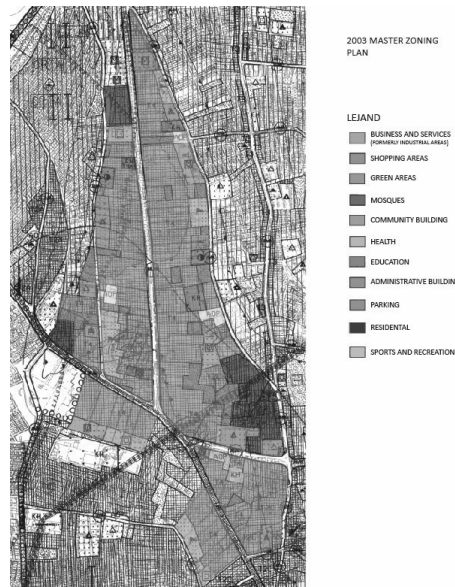 2003 MASTER ZONING
PLAN
LEJAND
BUSINESS AND SERVICES
(FORMERLY INDUSTRIAL AREAS)
SHOPPING AREAS
GREEN AREAS
MOSQUES
COMMUNITY BUILDING
HEALTH
EDUCATION
ADMINISTRATIVE BUILDIN
PARKING
RESIDENTAL
SPORTS AND RECREATION